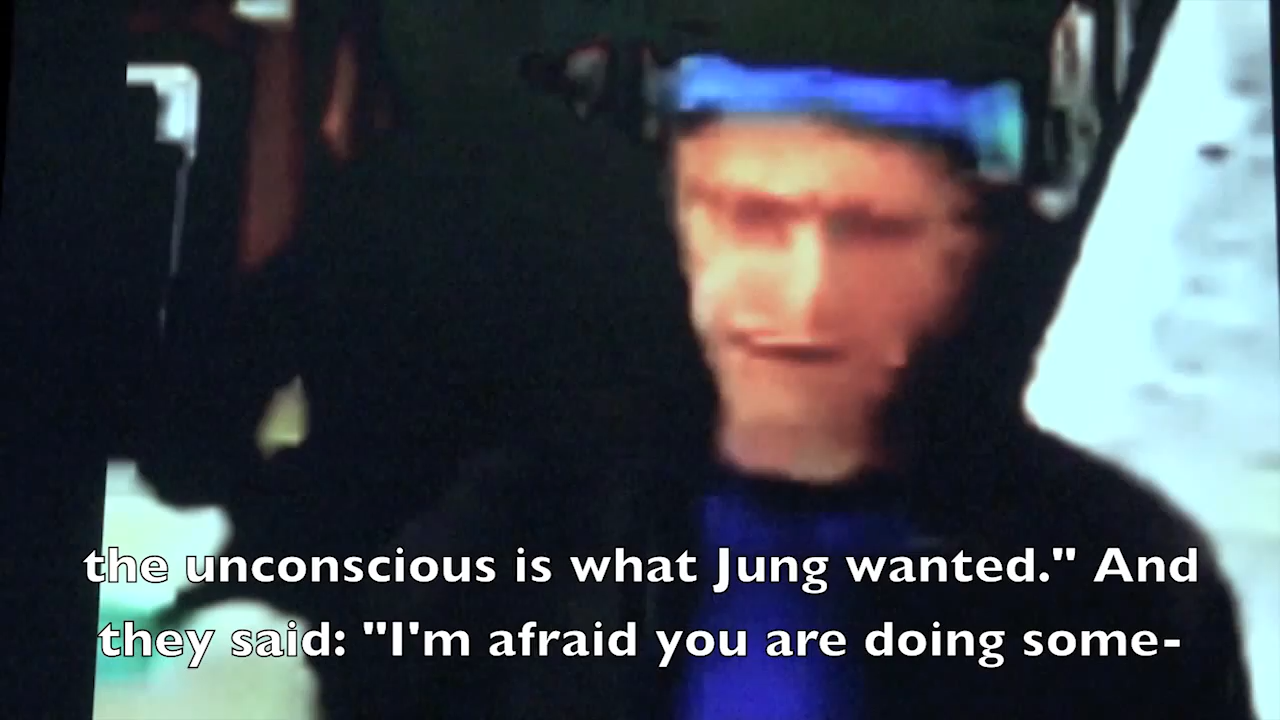 the unconscious is what Jung wanted." And
they said: "I'm afraid you are doing some-